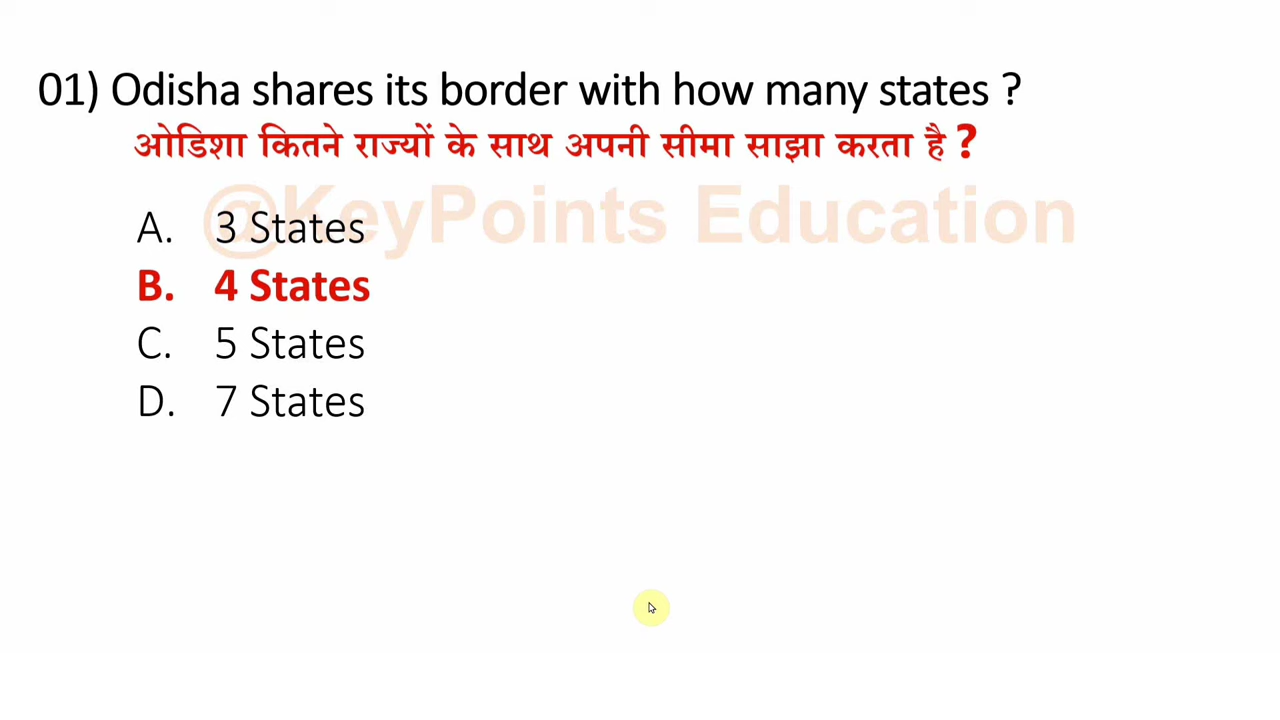 01) Odisha shares its border with how many states ?
ओडिशा कितने राज्यों के साथ अपनी सीमा साझा करता है ?
@KeyPoints Education
A. 3 States
B. 4 States
C. 5 States
D. 7 States